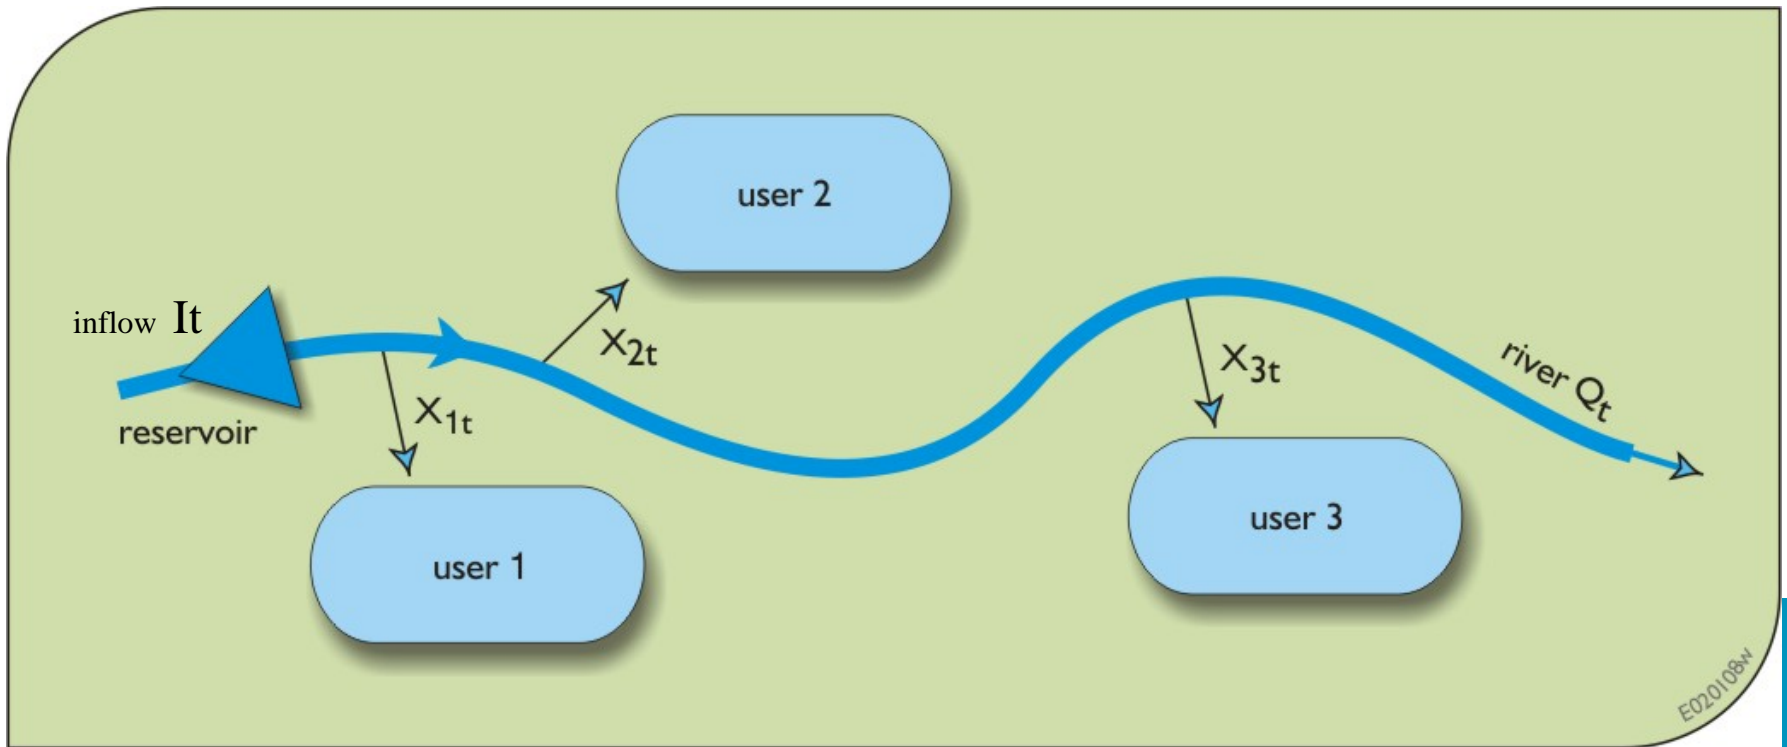 user 2
inflow It
X2t
X3t
river Qt
X1t
reservoir
user 3
user 1
E020108w